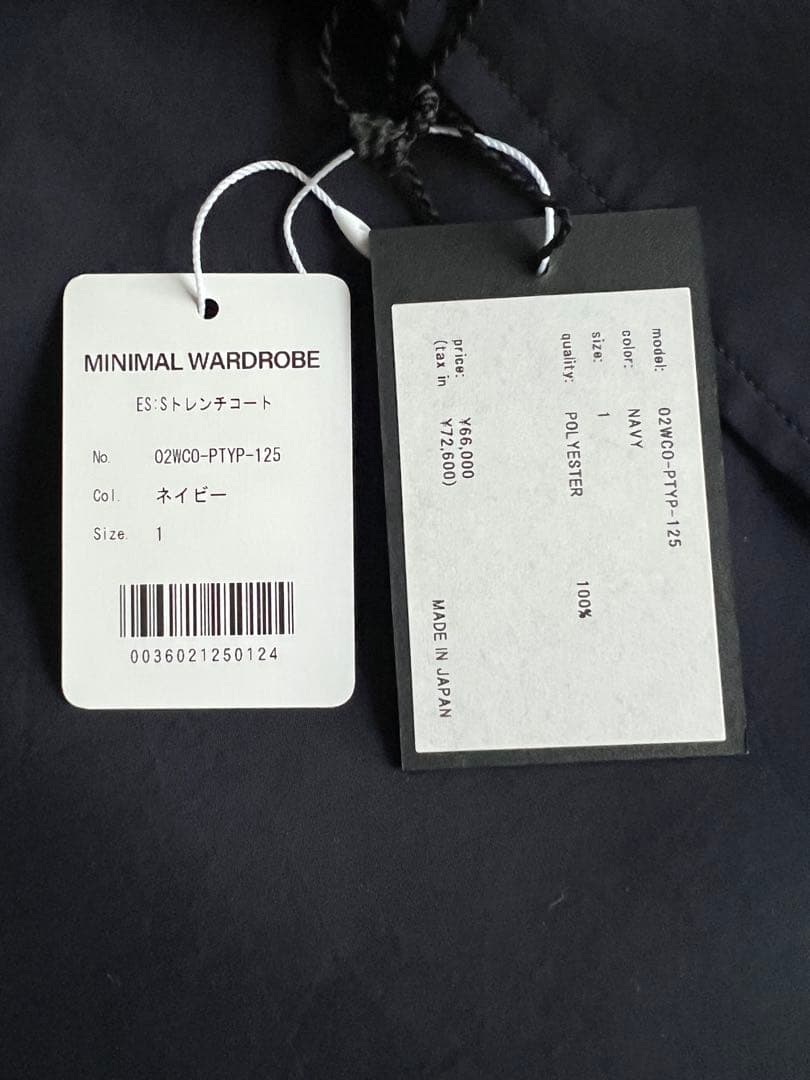 MINIMAL WARDROBE
ES:Sトレンチコート
No. 02WCO-PTYP-125
Col. ネイビー
Size. 1
0036021250124
model: 02WCO-PTYP-125
color: NAVY
size: 1
quality: POLYESTER 100%
price: ¥66,000
(tax in ¥72,600)
MADE IN JAPAN